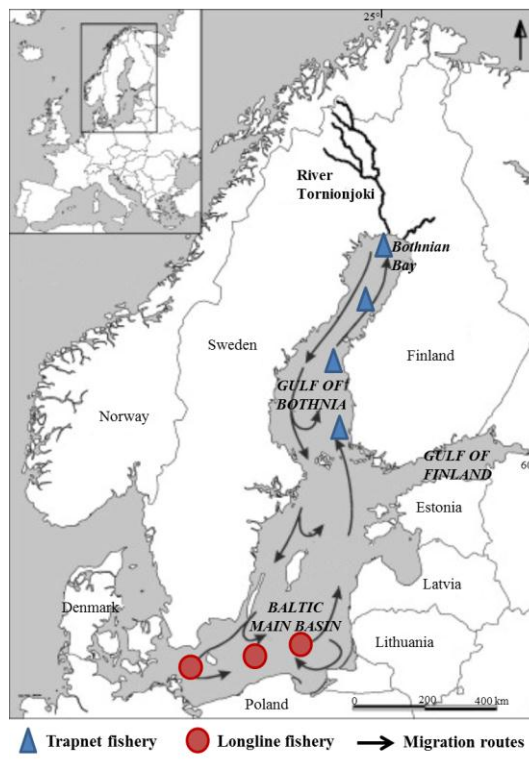 25°
River
Tornionjoki
Bothnian
Bay
Sweden
Finland
GULF OF
BOTHNIA
Norway
GULF OF
FINLAND
60
Estonia
Latvia
Denmark
BALTIC
MAIN BASIN
Lithuania
Poland
0 200 400 km
Trapnet fishery Longline fishery Migration routes